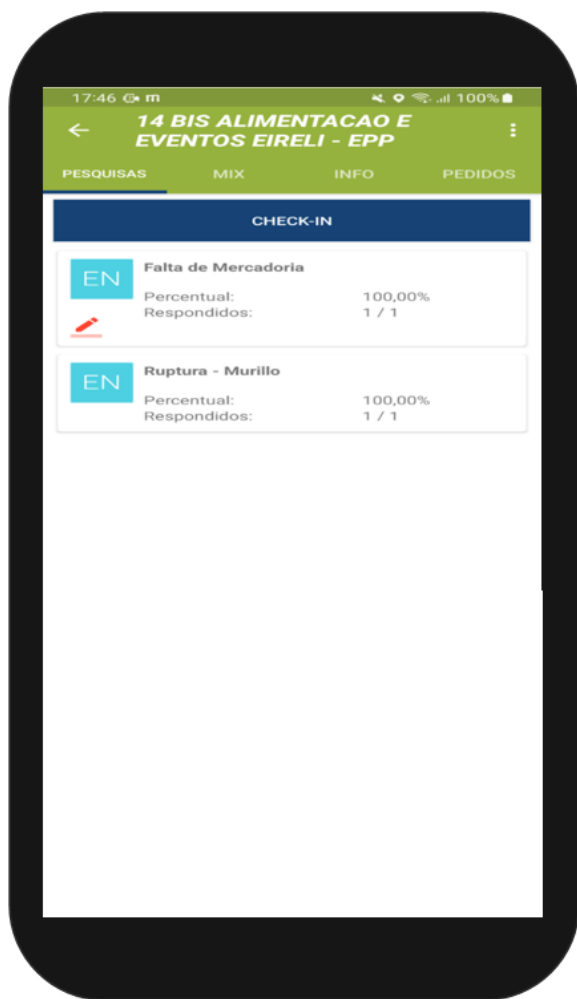 17:46 m 100%
14 BIS ALIMENTACAO E
EVENTOS EIRELI - EPP
PESQUISAS MIX INFO PEDIDOS
CHECK-IN
EN Falta de Mercadoria
Percentual: 100,00%
Respondidos: 1 / 1
EN Ruptura - Murillo
Percentual: 100,00%
Respondidos: 1 / 1